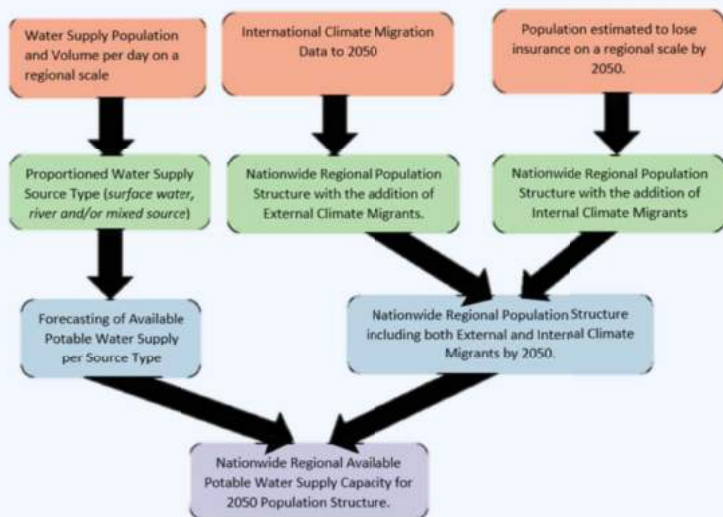 Water Supply Population
and Volume per day on a
regional scale
International Climate Migration
Data to 2050
Population estimated to lose
insurance on a regional scale by
2050.
Proportioned Water Supply
Source Type (surface water,
river and/or mixed source)
Nationwide Regional Population
Structure with the addition of
External Climate Migrants.
Nationwide Regional Population
Structure with the addition of
Internal Climate Migrants
Forecasting of Available
Potable Water Supply
per Source Type
Nationwide Regional Population Structure
including both External and Internal Climate
Migrants by 2050.
Nationwide Regional Available
Potable Water Supply Capacity for
2050 Population Structure.